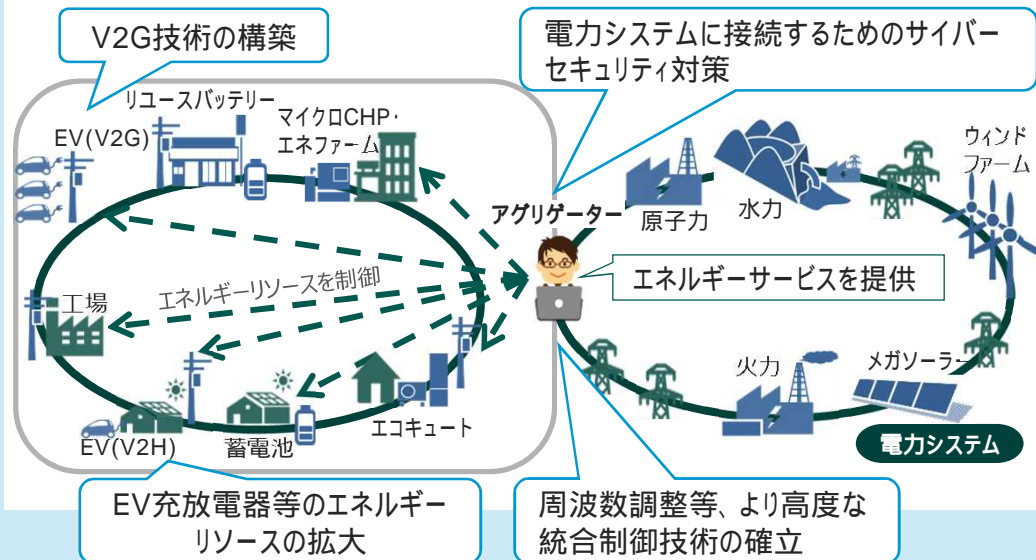 V2G技術の構築
電力システムに接続するためのサイバー
セキュリティ対策
リユースバッテリー
EV(V2G)
マイクロCHP・
エネファーム
アグリゲーター
原子力
水力
ウィンド
ファーム
エネルギーサービスを提供
エネルギーリソースを制御
工場
火力
メガソーラー
EV(V2H)
蓄電池
エコキュート
電力システム
EV充放電器等のエネルギー
リソースの拡大
周波数調整等、より高度な
統合制御技術の確立